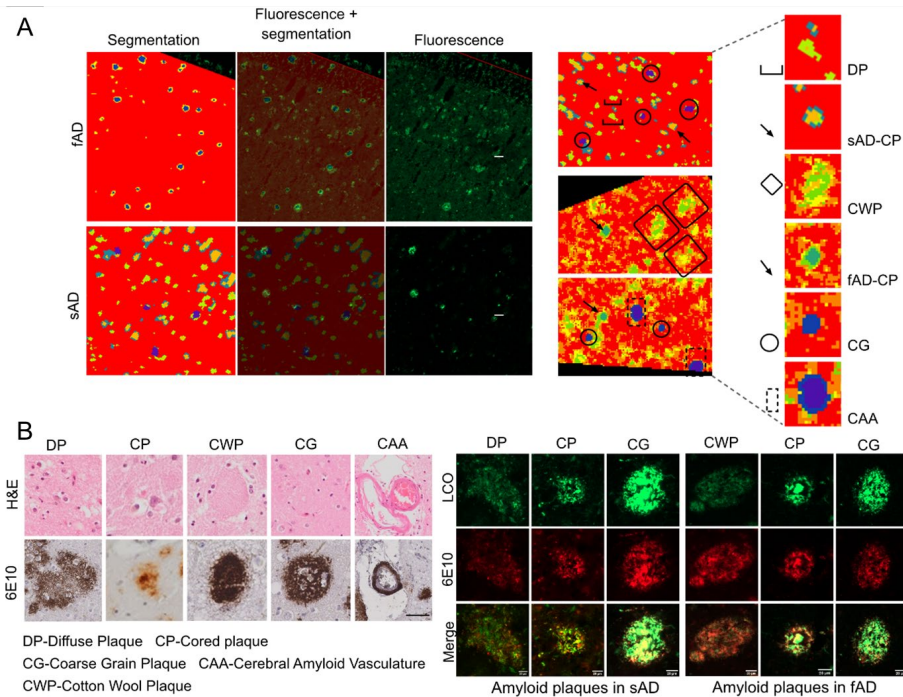 A
Segmentation
Fluorescence +
segmentation
Fluorescence
fAD
sAD
DP
sAD-CP
CWP
fAD-CP
CG
CAA
B
DP CP CWP CG CAA
H&E
6E10
DP-Diffuse Plaque CP-Cored plaque
CG-Coarse Grain Plaque CAA-Cerebral Amyloid Vasculature
CWP-Cotton Wool Plaque
DP CP CG CWP CP CG
LCO
6E10
Merge
Amyloid plaques in sAD Amyloid plaques in fAD